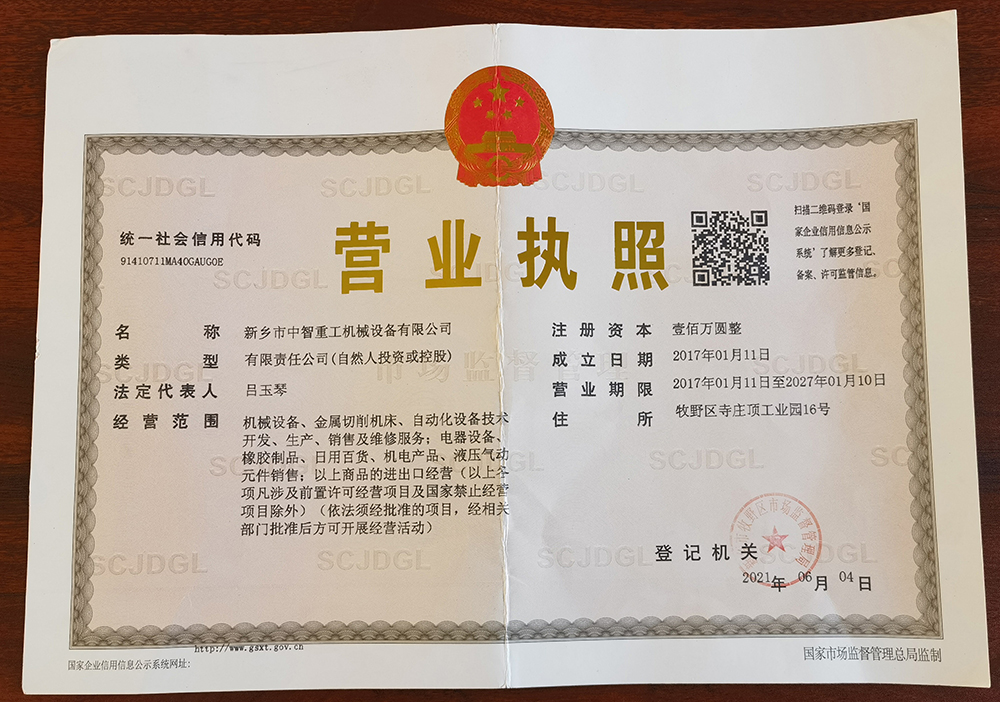 营业执照
统一社会信用代码
91410711MA40GAUG0E
扫描二维码登录‘国
家企业信用信息公示
系统’了解更多登记、
备案、许可监管信息。
名 称 新乡市中智重工机械设备有限公司
类 型 有限责任公司(自然人投资或控股)
法定代表人 吕玉琴
经营范围 机械设备、金属切削机床、自动化设备技术
开发、生产、销售及维修服务；电器设备、
橡胶制品、日用百货、机电产品、液压气动
元件销售；以上商品的进出口经营（以上各
项凡涉及前置许可经营项目及国家禁止经营
项目除外）（依法须经批准的项目，经相关
部门批准后方可开展经营活动）
注册资本 壹佰万圆整
成立日期 2017年01月11日
营业期限 2017年01月11日至2027年01月10日
住 所 牧野区寺庄顶工业园16号
登记机关
2021年 06月 04日
国家企业信用信息公示系统网址:
http://www.gsxt.gov.cn
国家市场监督管理总局监制